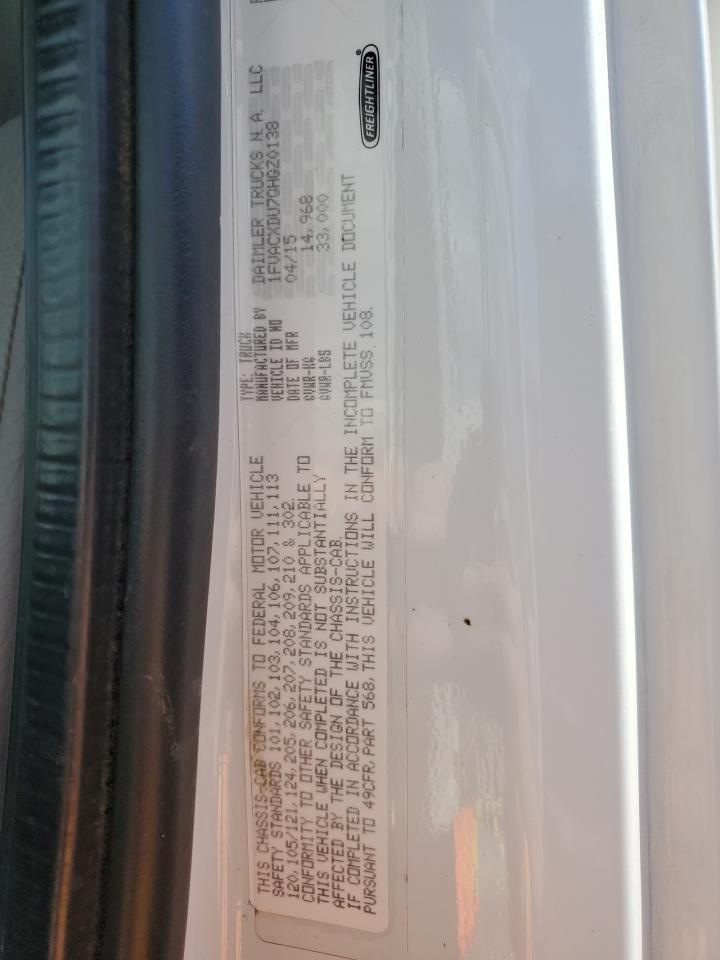 THIS CHASSIS-CAB CONFORMS TO FEDERAL MOTOR VEHICLE
SAFETY STANDARDS 101,102,103,104,106,107,111,113
120,105/121,124,205,206,207,208,209,210 & 302.
CONFORMITY TO OTHER SAFETY STANDARDS APPLICABLE TO
THIS VEHICLE WHEN COMPLETED IS NOT SUBSTANTIALLY
AFFECTED BY THE DESIGN OF THE CHASSIS-CAB.
IF COMPLETED IN ACCORDANCE WITH INSTRUCTIONS IN THE INCOMPLETE VEHICLE DOCUMENT
PURSUANT TO 49CFR,PART 568, THIS VEHICLE WILL CONFORM TO FMVSS. 108.
TYPE: TRUCK
MANUFACTURED BY DAIMLER TRUCKS N.A. LLC
VEHICLE ID NO 1FVACXDU7GHGZ0138
DATE OF MFR 04/15
GVWR-KG 14,968
GVWR-LBS 33,000
FREIGHTLINER®